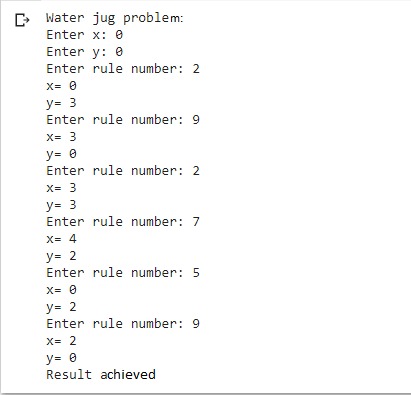 Water jug problem:
Enter x: 0
Enter y: 0
Enter rule number: 2
x= 0
y= 3
Enter rule number: 9
x= 3
y= 0
Enter rule number: 2
x= 3
y= 3
Enter rule number: 7
x= 4
y= 2
Enter rule number: 5
x= 0
y= 2
Enter rule number: 9
x= 2
y= 0
Result achieved